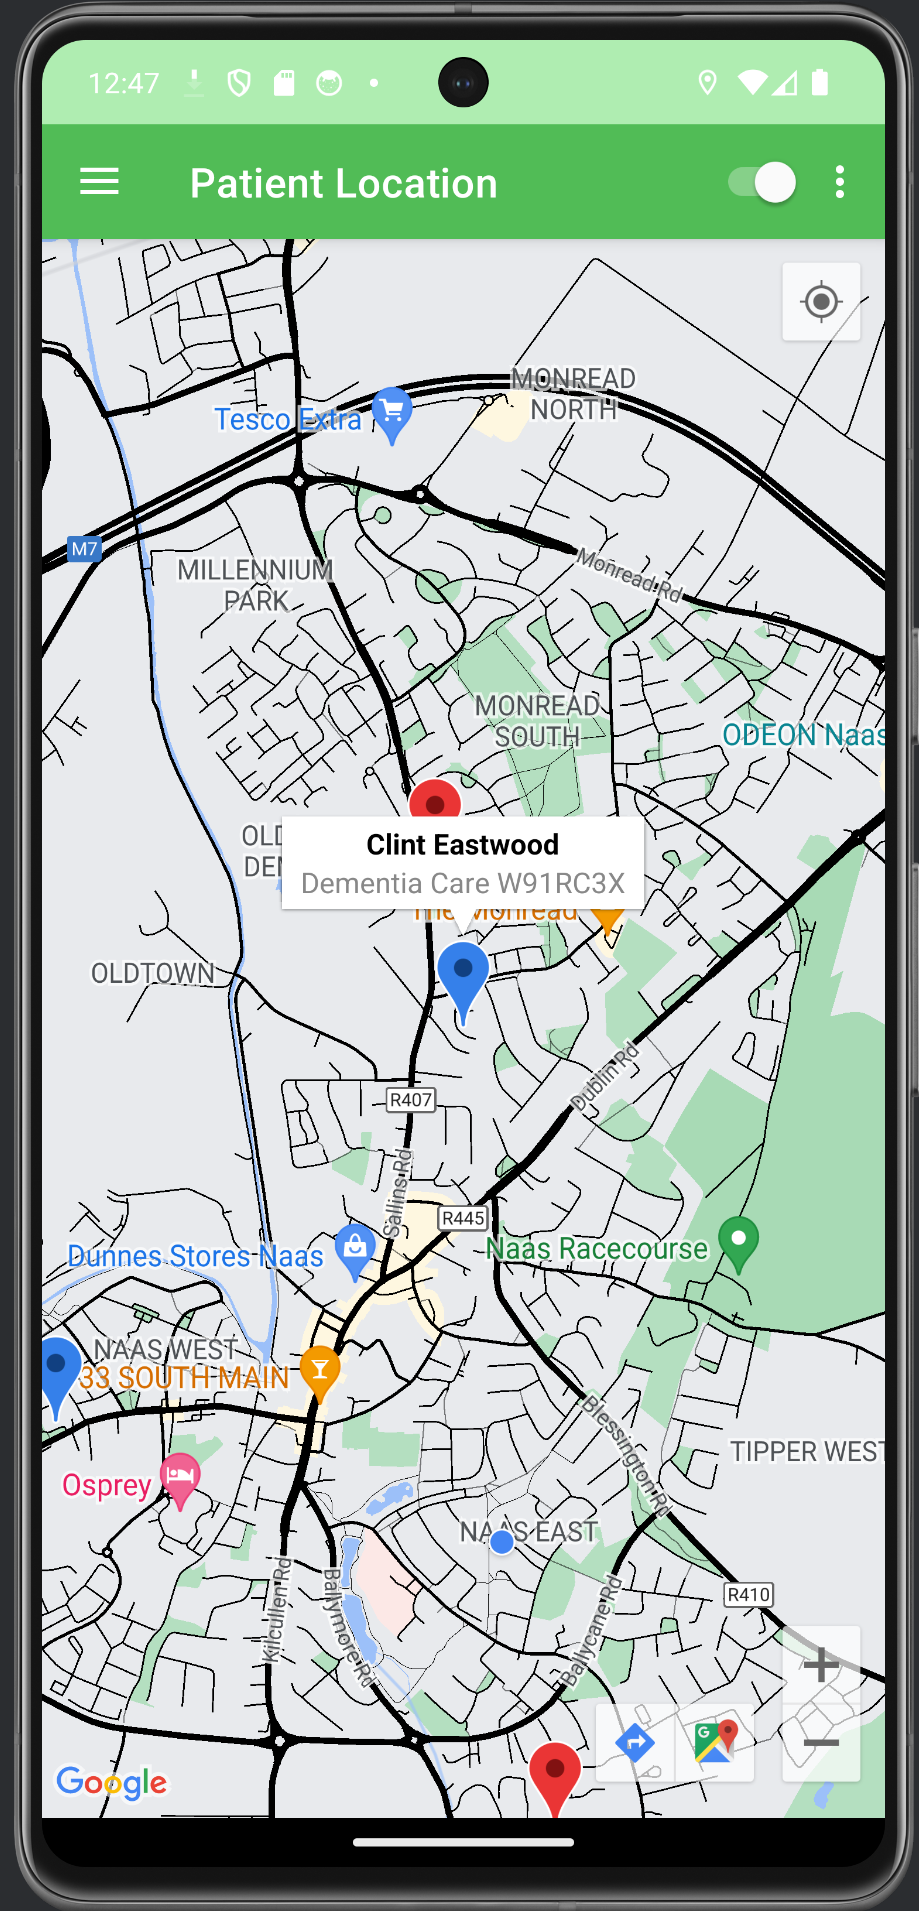 12:47
Patient Location
MONREAD
NORTH
Tesco Extra
M7
Monread Rd
MILLENNIUM
PARK
MONREAD
SOUTH
ODEON Naas
OLD
DEM
Clint Eastwood
Dementia Care W91RC3X
The Monread
OLDTOWN
Dublin Rd
R407
Sallins Rd
R445
Dunnes Stores Naas
Naas Racecourse
NAAS WEST
33 SOUTH MAIN
Blessington Rd
TIPPER WEST
Osprey
NAAS EAST
Kilcullen Rd
Ballymore Rd
Ballycane Rd
R410
G
Google